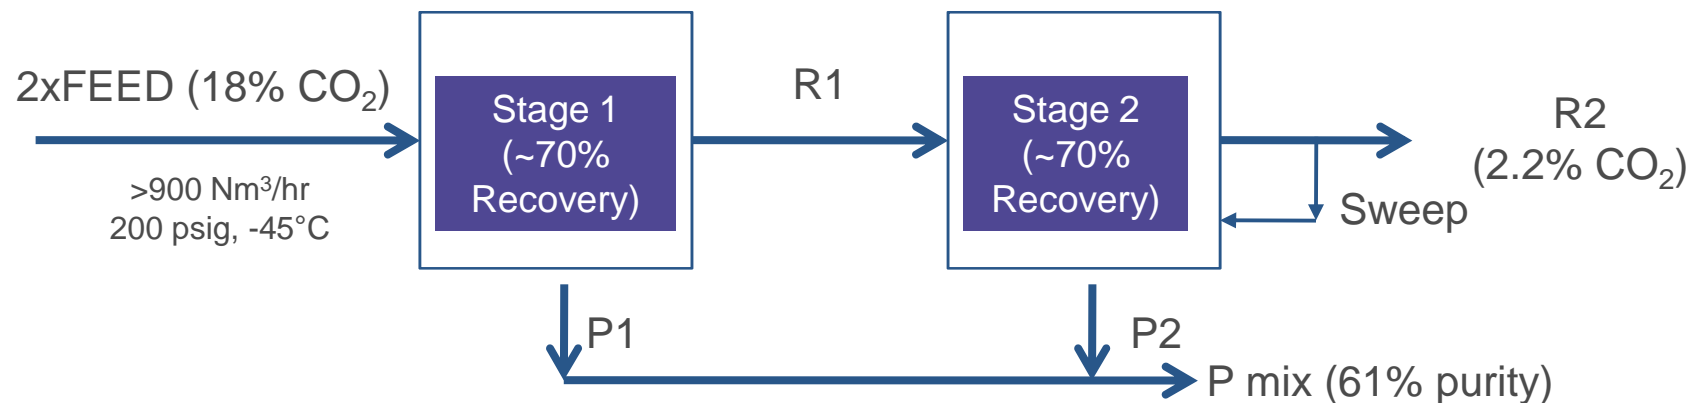 2xFEED (18% CO₂)
>900 Nm³/hr
200 psig, -45°C
Stage 1
(~70%
Recovery)
R1
Stage 2
(~70%
Recovery)
R2
(2.2% CO₂)
Sweep
P1
P2
P mix (61% purity)